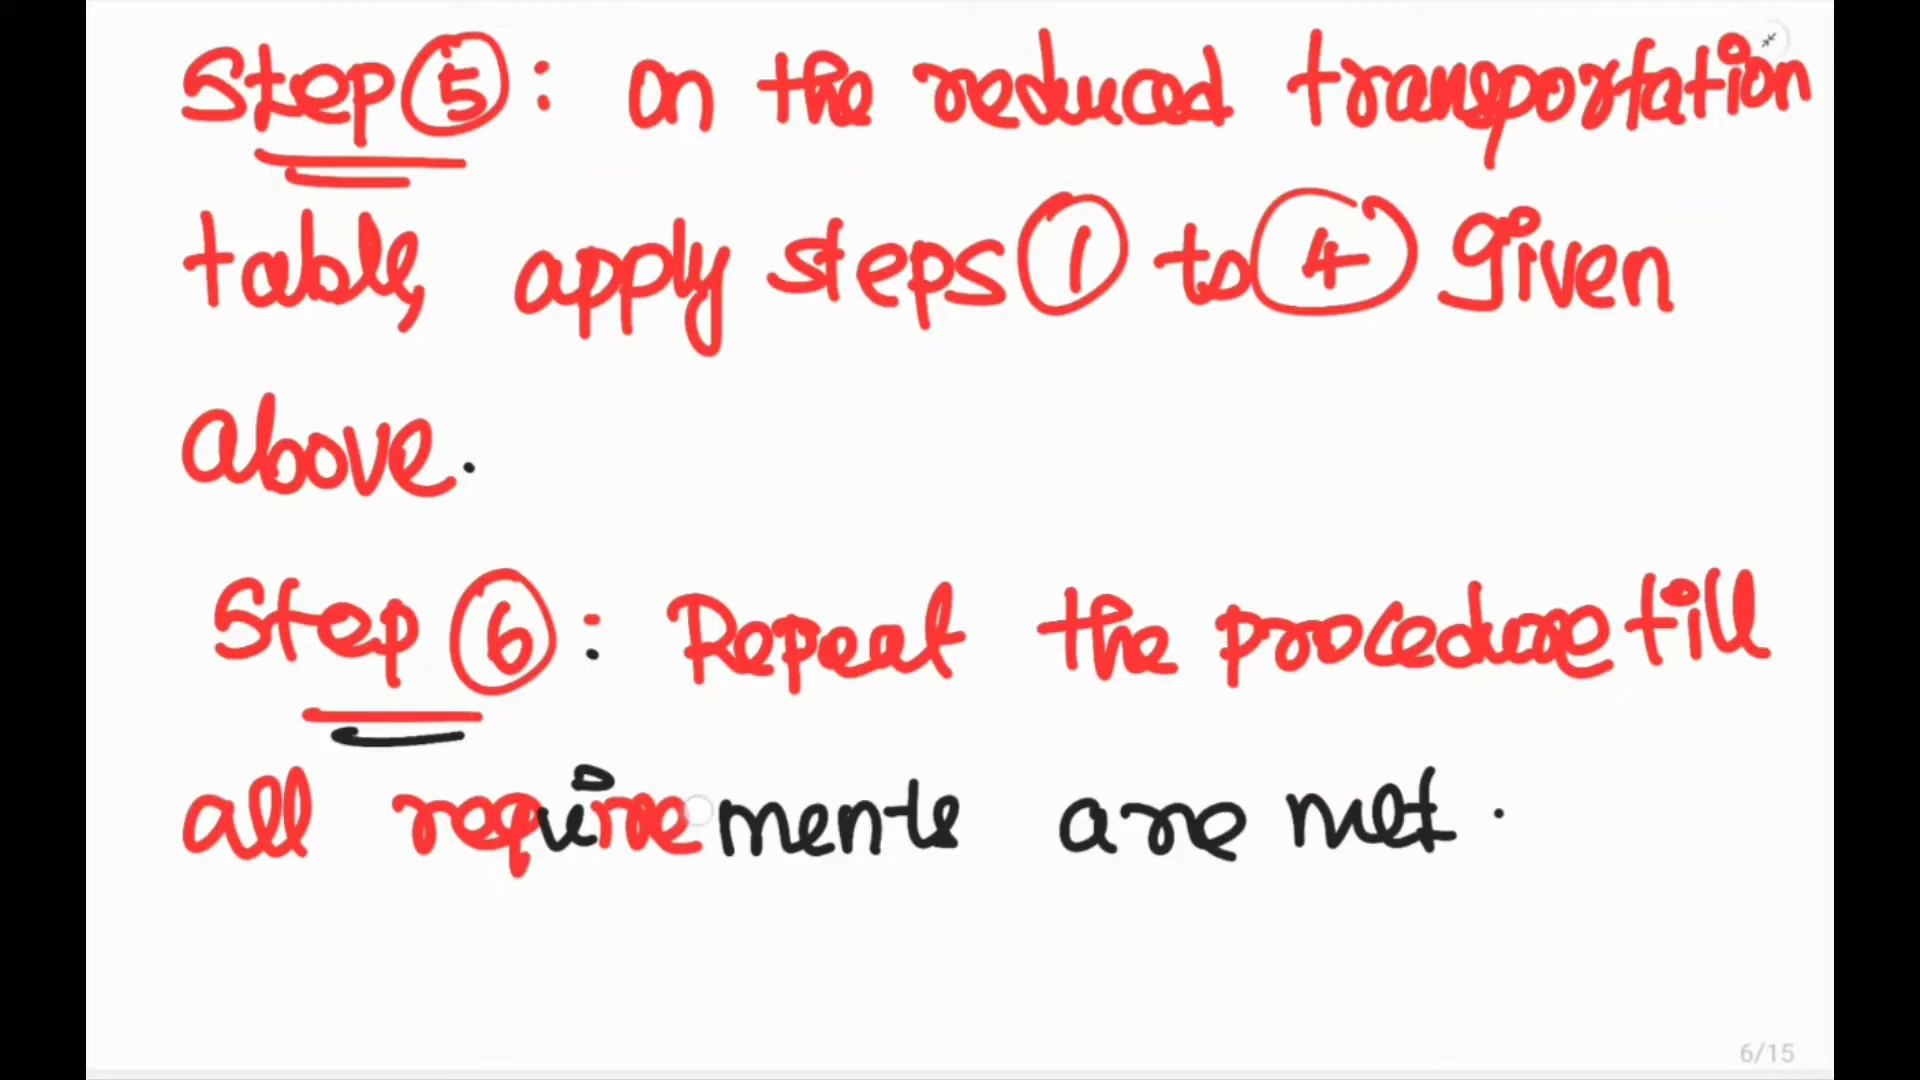 Step 5 : on the reduced transportation
table, apply steps 1 to 4 given
above.
Step 6 : Repeat the procedure till
all requirements are met .
6/15